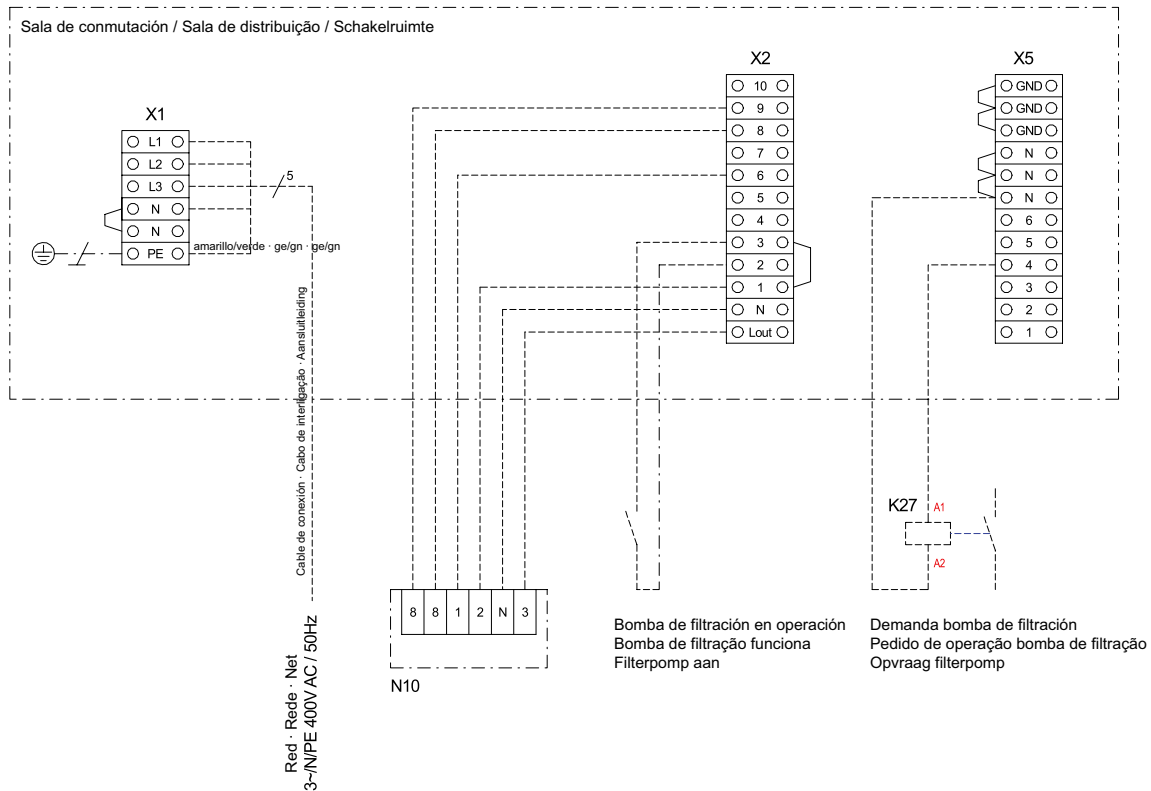 Sala de conmutación / Sala de distribuição / Schakelruimte
X1
L1
L2
L3
N
N
PE
amarillo/verde · ge/gn · ge/gn
5
Cable de conexión · Cabo de interligação · Aansluitleiding
Red · Rede · Net
3~/N/PE 400V AC / 50Hz
X2
10
9
8
7
6
5
4
3
2
1
N
Lout
X5
GND
GND
GND
N
N
N
6
5
4
3
2
1
8 8 1 2 N 3
N10
Bomba de filtración en operación
Bomba de filtração funciona
Filterpomp aan
K27
A1
A2
Demanda bomba de filtración
Pedido de operação bomba de filtração
Opvraag filterpomp